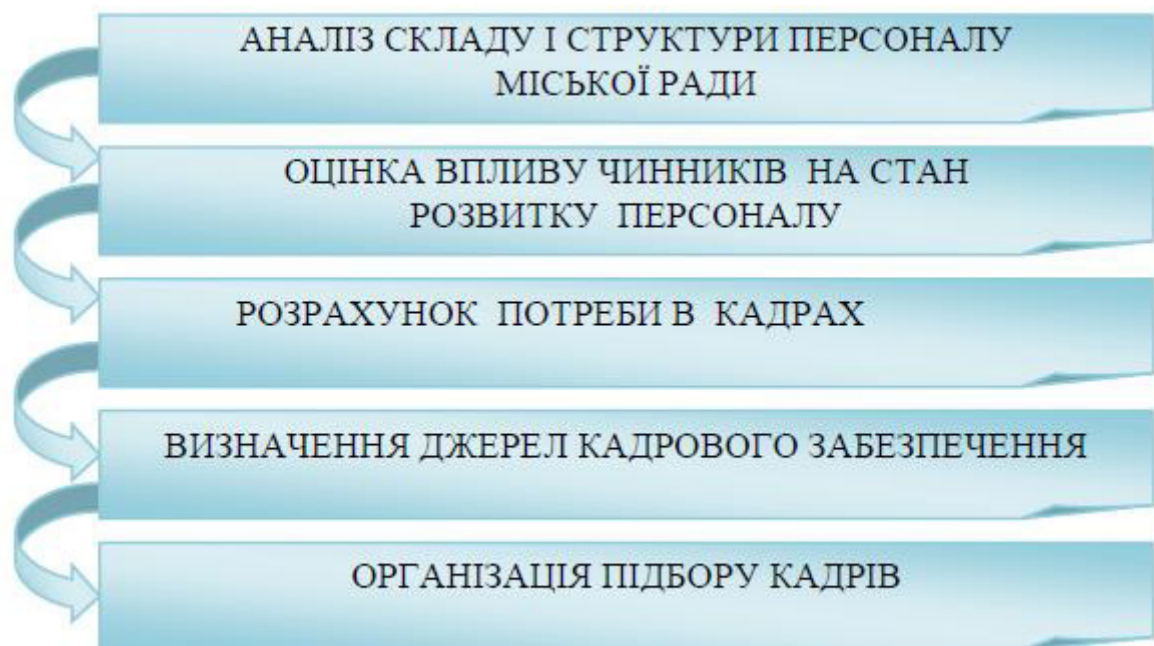 АНАЛІЗ СКЛАДУ І СТРУКТУРИ ПЕРСОНАЛУ
МІСЬКОЇ РАДИ
ОЦІНКА ВПЛИВУ ЧИННИКІВ НА СТАН
РОЗВИТКУ ПЕРСОНАЛУ
РОЗРАХУНОК ПОТРЕБИ В КАДРАХ
ВИЗНАЧЕННЯ ДЖЕРЕЛ КАДРОВОГО ЗАБЕЗПЕЧЕННЯ
ОРГАНІЗАЦІЯ ПІДБОРУ КАДРІВ